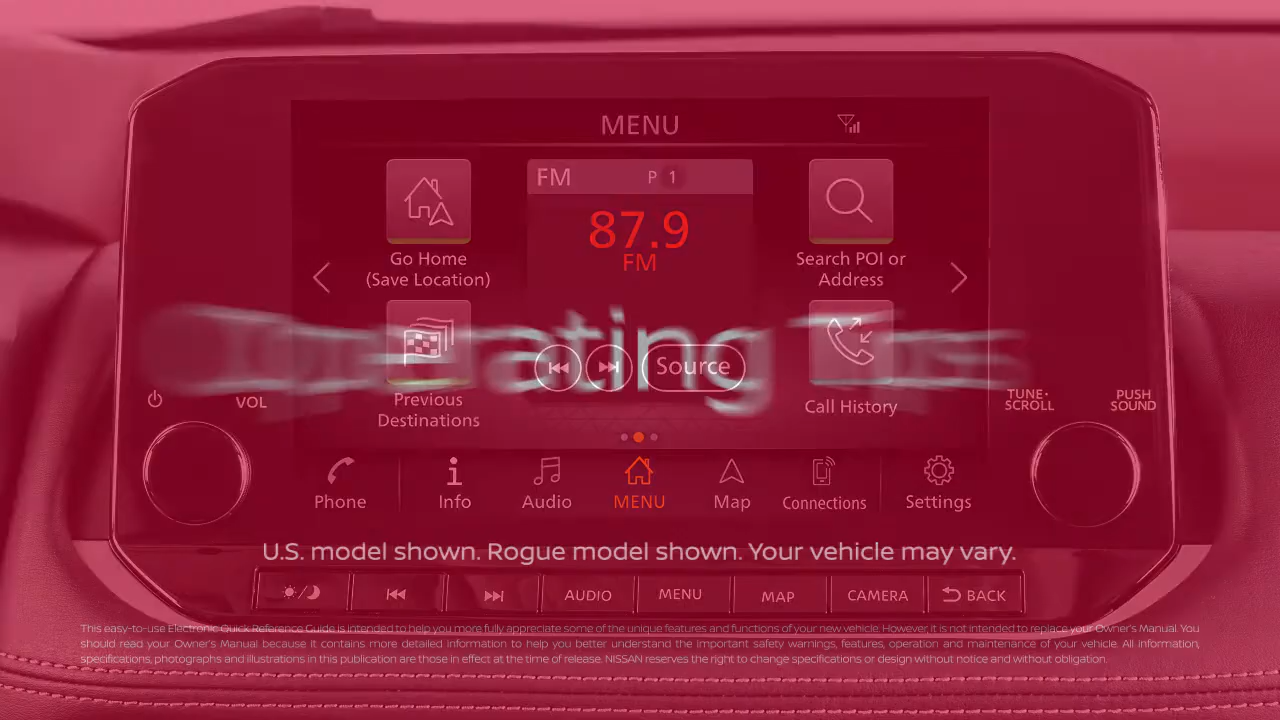 MENU
FM P 1
87.9
FM
Go Home
(Save Location)
Search POI or
Address
Operating Tips
Source
Previous
Destinations
Call History
VOL
TUNE•
SCROLL
PUSH
SOUND
Phone
Info
Audio
MENU
Map
Connections
Settings
U.S. model shown. Rogue model shown. Your vehicle may vary.
AUDIO
MENU
MAP
CAMERA
BACK
This easy-to-use Electronic Quick Reference Guide is intended to help you more fully appreciate some of the unique features and functions of your new vehicle. However, it is not intended to replace your Owner's Manual. You
should read your Owner's Manual because it contains more detailed information to help you better understand the important safety warnings, features, operation and maintenance of your vehicle. All information,
specifications, photographs and illustrations in this publication are those in effect at the time of release. NISSAN reserves the right to change specifications or design without notice and without obligation.